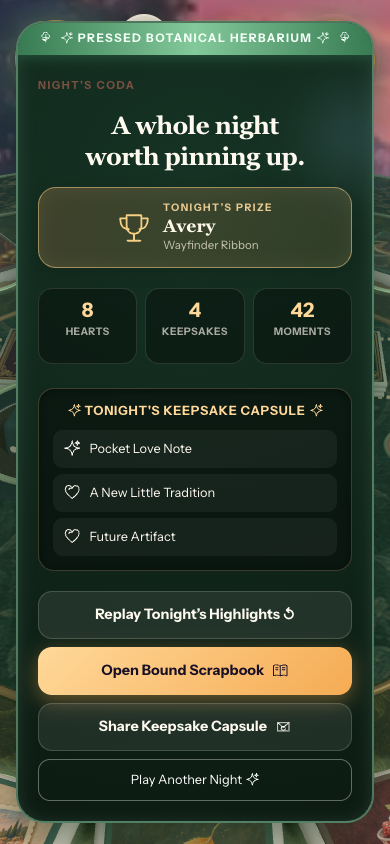 PRESSED BOTANICAL HERBARIUM
NIGHT'S CODA
A whole night
worth pinning up.
TONIGHT'S PRIZE
Avery
Wayfinder Ribbon
8
HEARTS
4
KEEPSAKES
42
MOMENTS
TONIGHT'S KEEPSAKE CAPSULE
Pocket Love Note
A New Little Tradition
Future Artifact
Replay Tonight's Highlights
Open Bound Scrapbook
Share Keepsake Capsule
Play Another Night